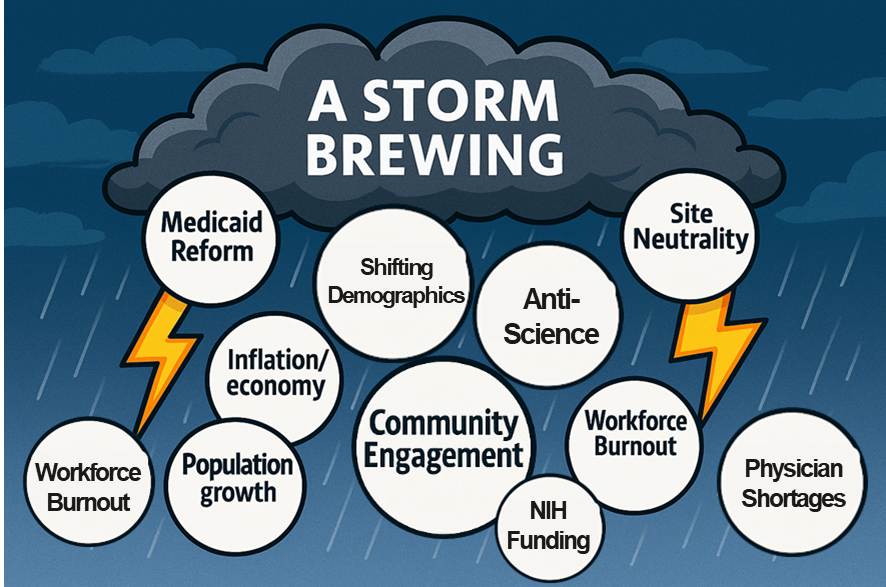 A STORM
BREWING
Medicaid
Reform
Site
Neutrality
Shifting
Demographics
Anti-
Science
Inflation/
economy
Community
Engagement
Workforce
Burnout
Workforce
Burnout
Population
growth
Physician
Shortages
NIH
Funding